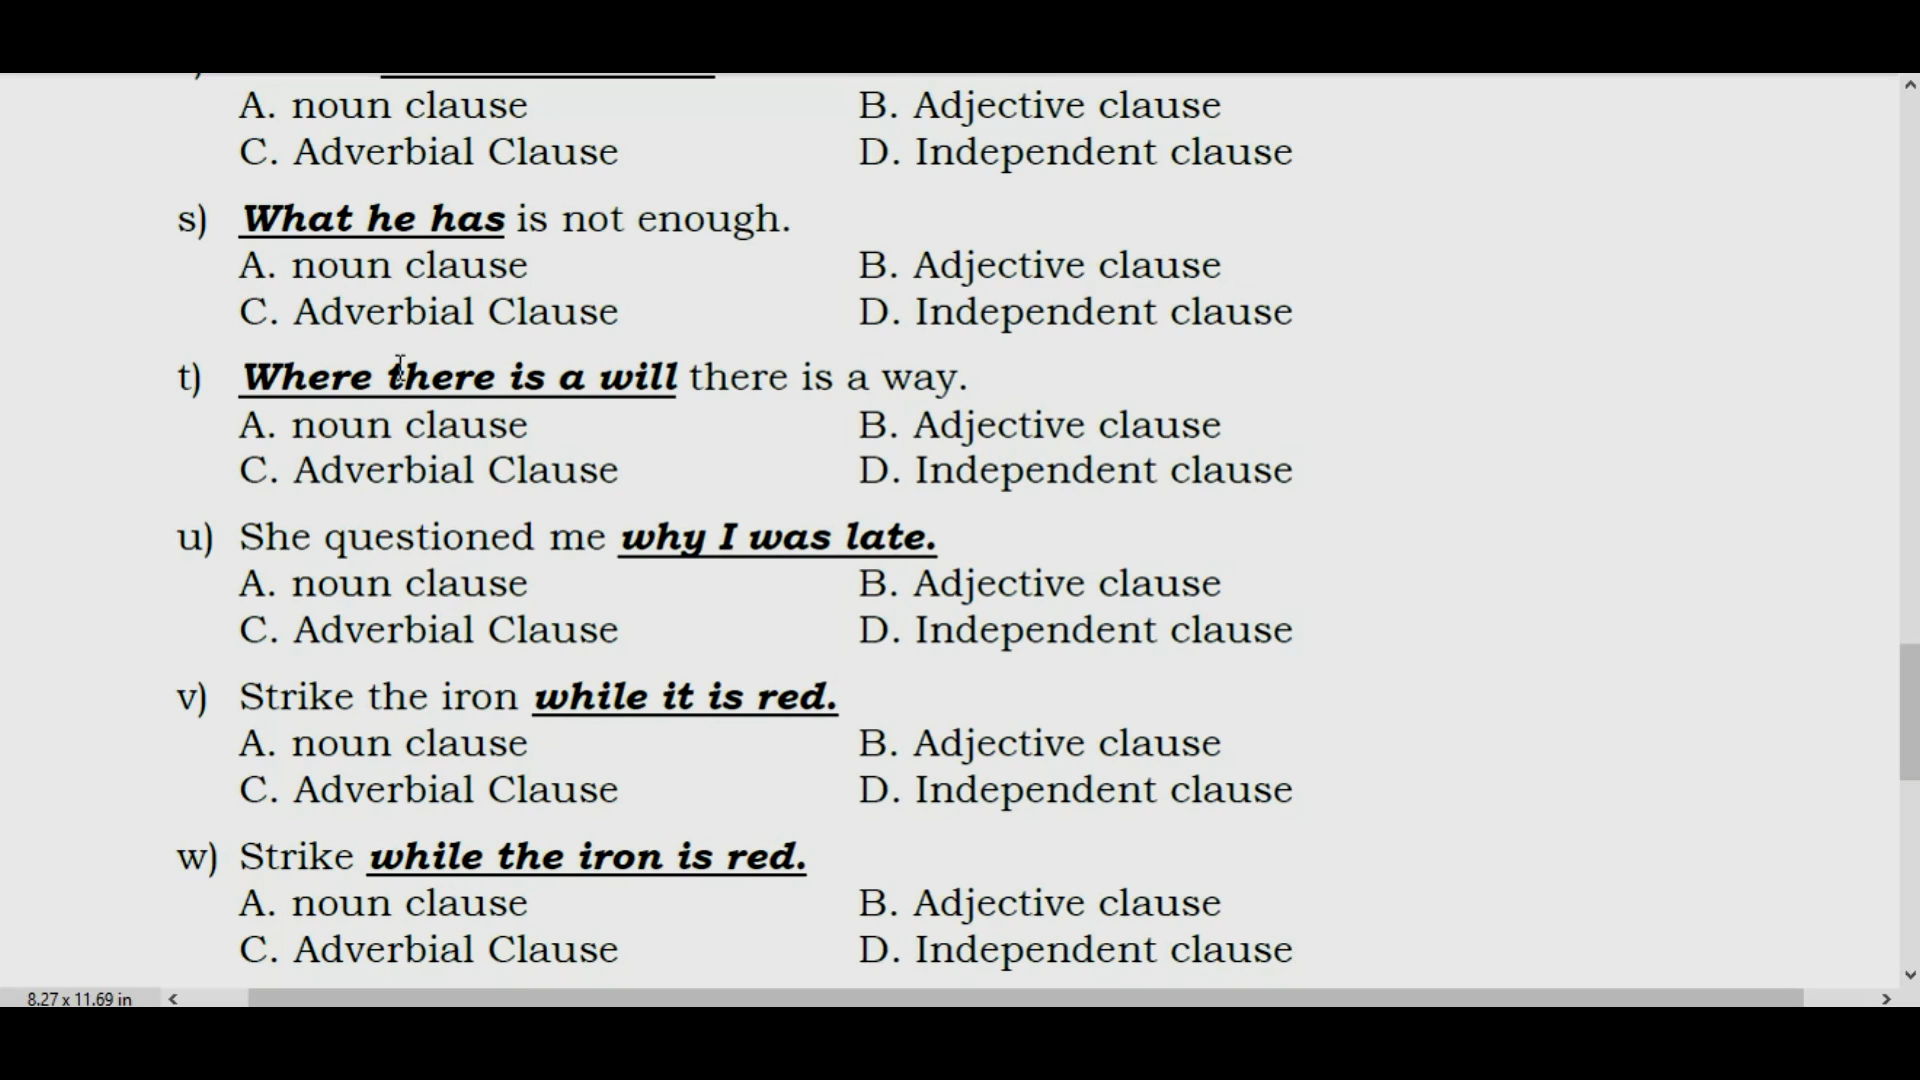 A. noun clause B. Adjective clause
C. Adverbial Clause D. Independent clause
s) What he has is not enough.
A. noun clause B. Adjective clause
C. Adverbial Clause D. Independent clause
t) Where there is a will there is a way.
A. noun clause B. Adjective clause
C. Adverbial Clause D. Independent clause
u) She questioned me why I was late.
A. noun clause B. Adjective clause
C. Adverbial Clause D. Independent clause
v) Strike the iron while it is red.
A. noun clause B. Adjective clause
C. Adverbial Clause D. Independent clause
w) Strike while the iron is red.
A. noun clause B. Adjective clause
C. Adverbial Clause D. Independent clause
8.27 x 11.69 in